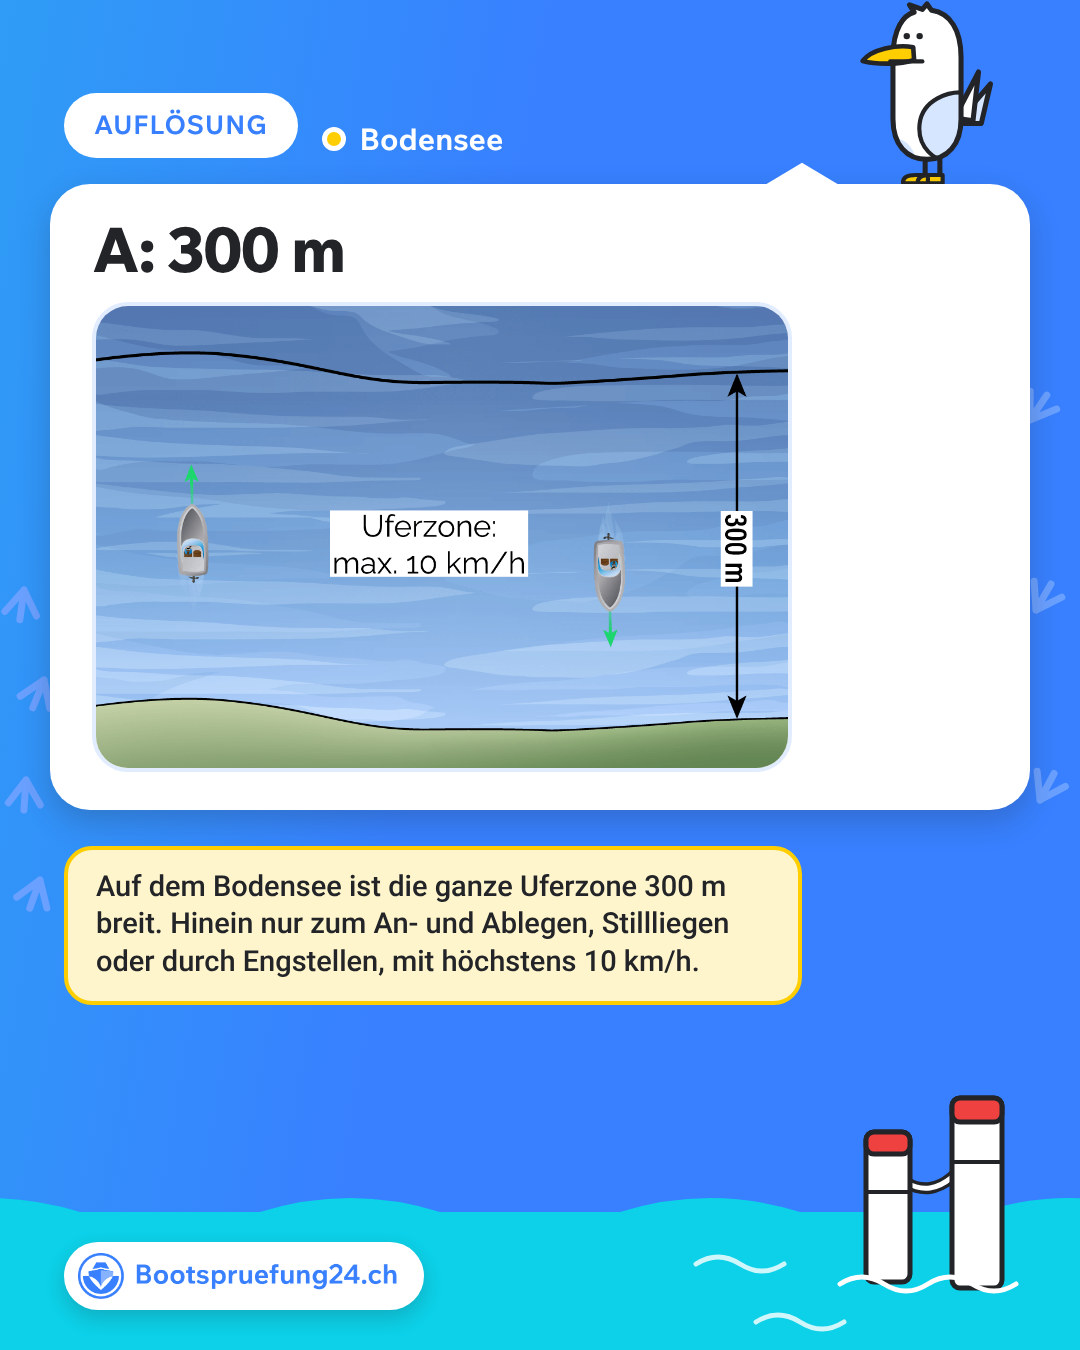 AUFLÖSUNG
Bodensee
A: 300 m
Uferzone:
max. 10 km/h
300 m
Auf dem Bodensee ist die ganze Uferzone 300 m
breit. Hinein nur zum An- und Ablegen, Stillliegen
oder durch Engstellen, mit höchstens 10 km/h.
Bootspruefung24.ch